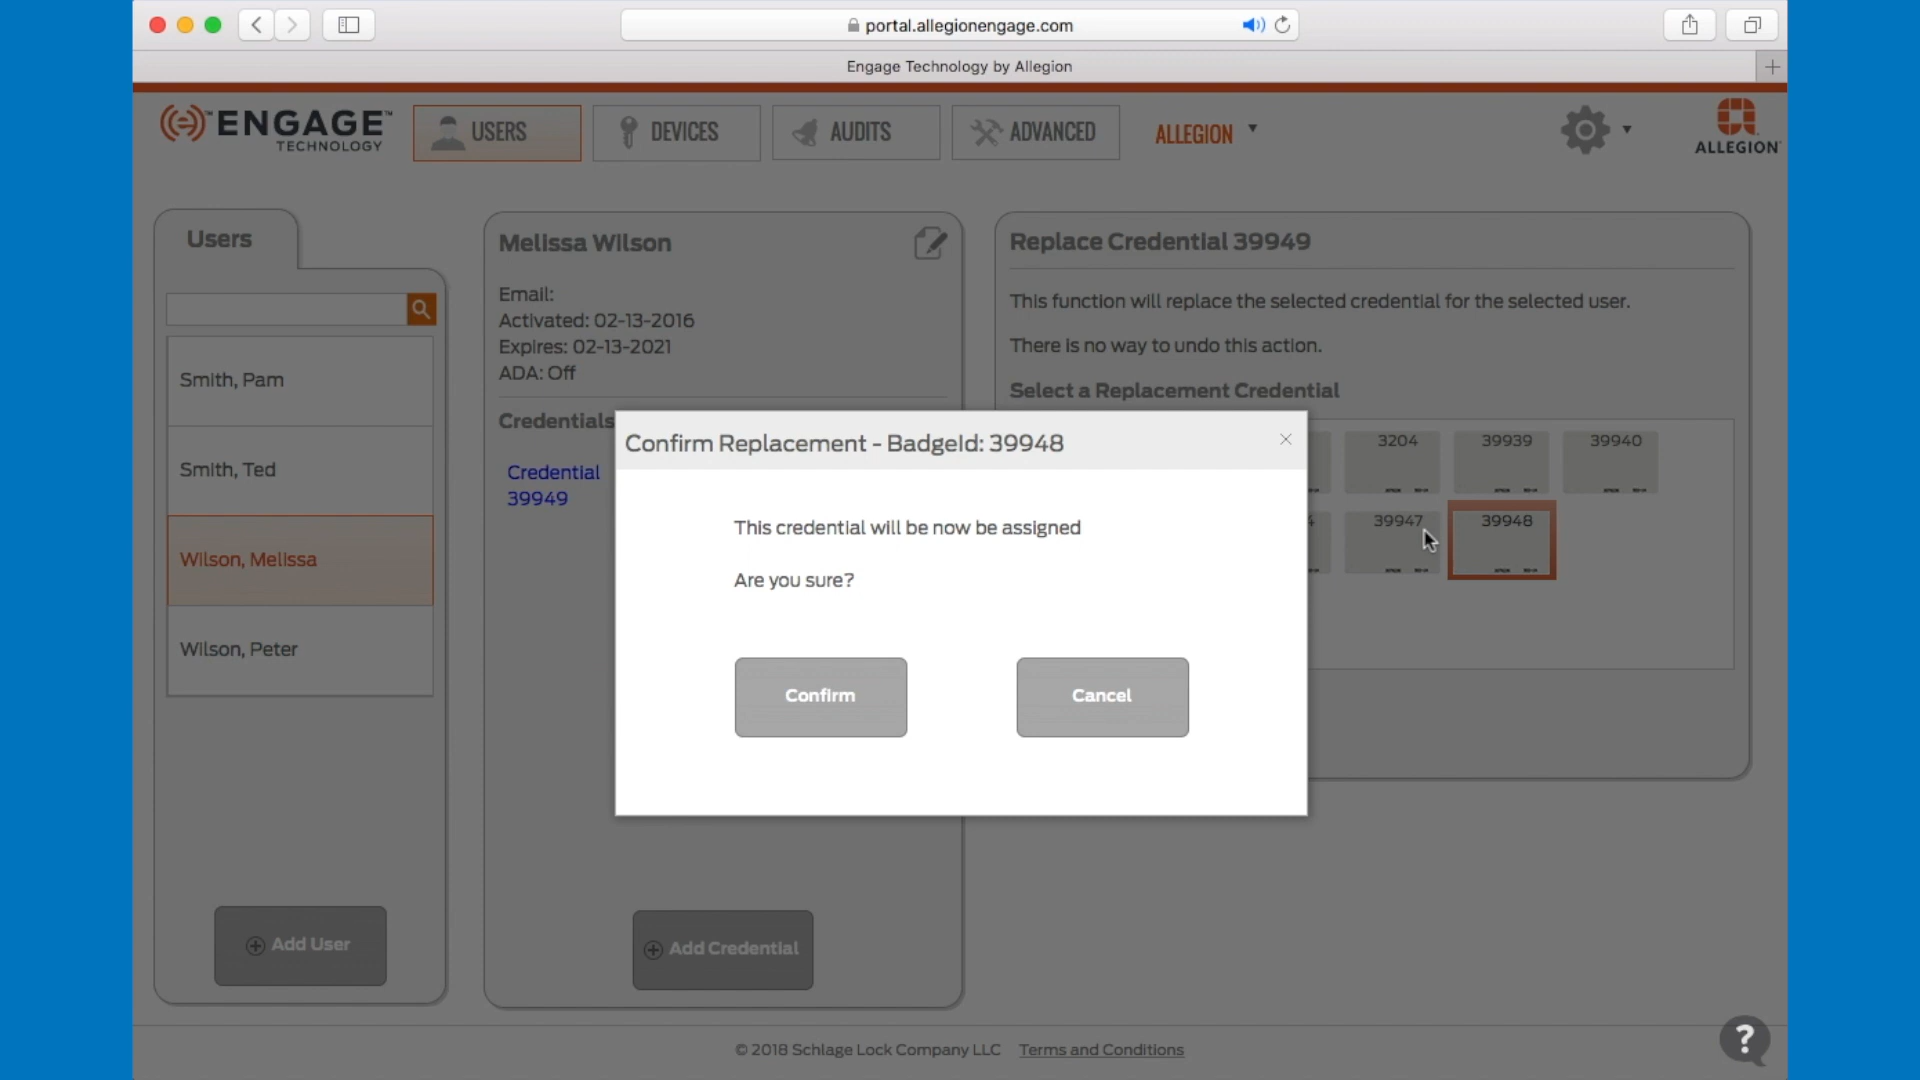 portal.allegionengage.com
Engage Technology by Allegion
ENGAGE™
TECHNOLOGY
USERS
DEVICES
AUDITS
ADVANCED
ALLEGION
ALLEGION
Users
Smith, Pam
Smith, Ted
Wilson, Melissa
Wilson, Peter
Add User
Melissa Wilson
Email:
Activated: 02-13-2016
Expires: 02-13-2021
ADA: Off
Credentials
Credential
39949
Add Credential
Replace Credential 39949
This function will replace the selected credential for the selected user.
There is no way to undo this action.
Select a Replacement Credential
3204
39939
39940
4
39947
39948
Confirm Replacement - BadgeId: 39948
This credential will be now be assigned
Are you sure?
Confirm
Cancel
© 2018 Schlage Lock Company LLC Terms and Conditions
?